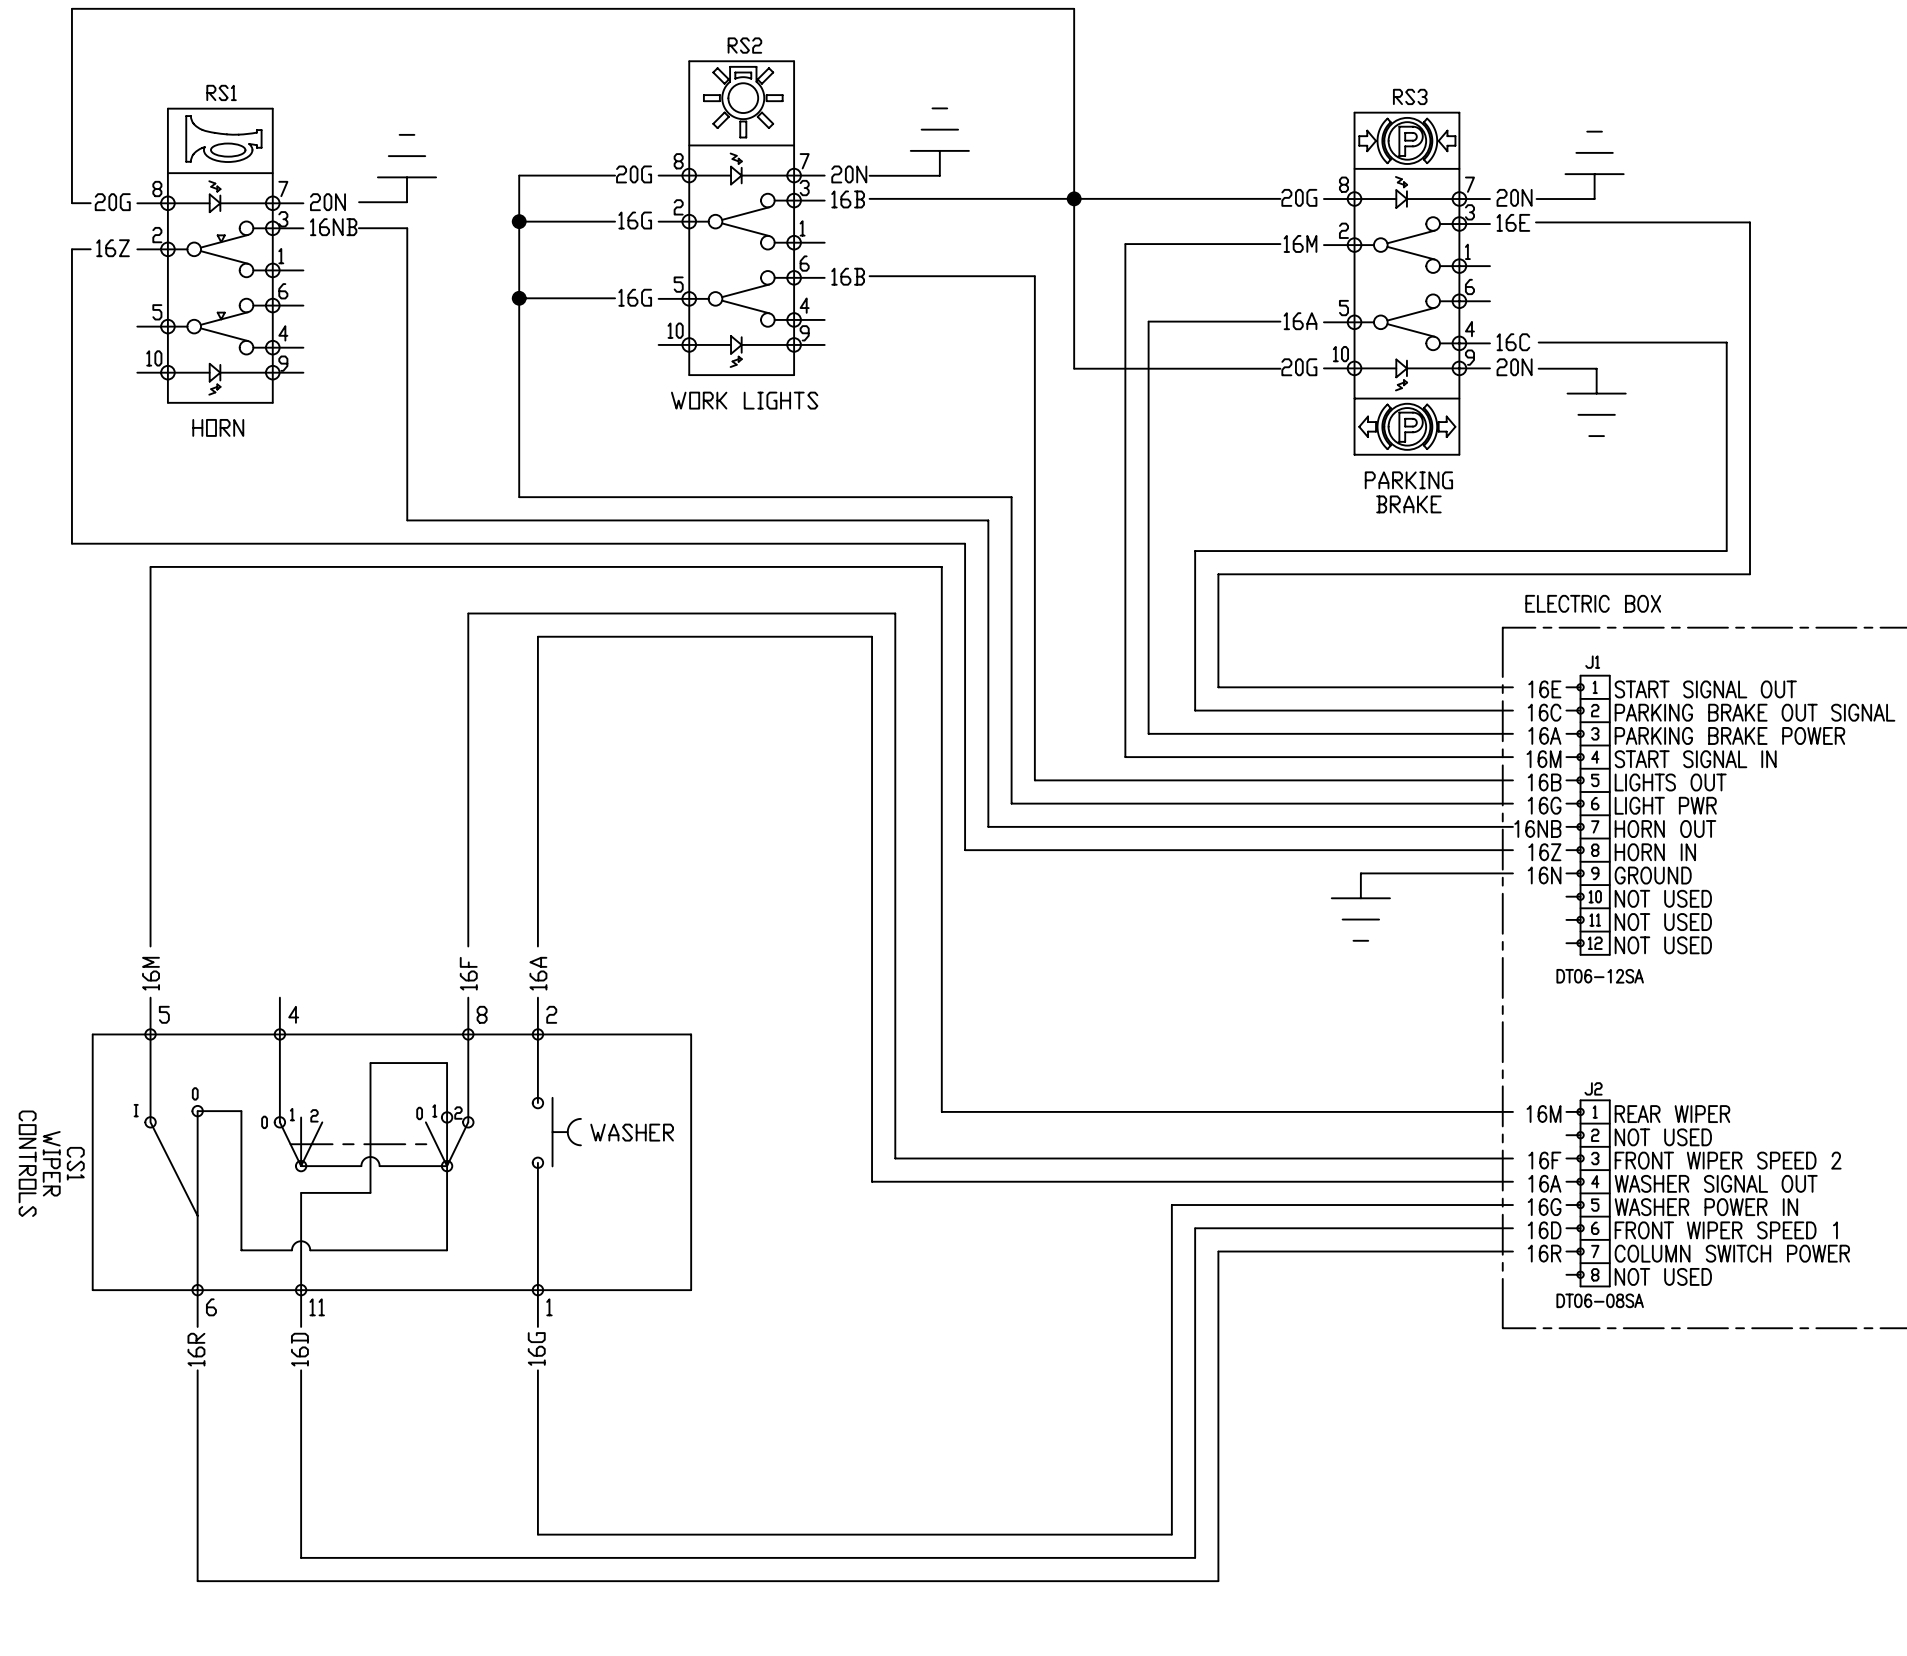 RS1
8
20G
7
20N
3
16NB
2
16Z
1
6
5
4
10
9
HORN
RS2
8
20G
7
20N
3
16B
2
16G
1
6
16B
5
16G
4
10
9
WORK LIGHTS
RS3
P
8
20G
7
20N
3
16E
2
16M
1
6
5
16A
4
16C
10
20G
9
20N
P
PARKING
BRAKE
ELECTRIC BOX
J1
16E 1 START SIGNAL OUT
16C 2 PARKING BRAKE OUT SIGNAL
16A 3 PARKING BRAKE POWER
16M 4 START SIGNAL IN
16B 5 LIGHTS OUT
16G 6 LIGHT PWR
16NB 7 HORN OUT
16Z 8 HORN IN
16N 9 GROUND
10 NOT USED
11 NOT USED
12 NOT USED
DT06-12SA
J2
16M 1 REAR WIPER
2 NOT USED
16F 3 FRONT WIPER SPEED 2
16A 4 WASHER SIGNAL OUT
16G 5 WASHER POWER IN
16D 6 FRONT WIPER SPEED 1
16R 7 COLUMN SWITCH POWER
8 NOT USED
DT06-08SA
CS1
WIPER
CONTROLS
16M
16F
16A
5
4
8
2
I
0
0
1
2
0
1
2
WASHER
6
11
1
16R
16D
16G